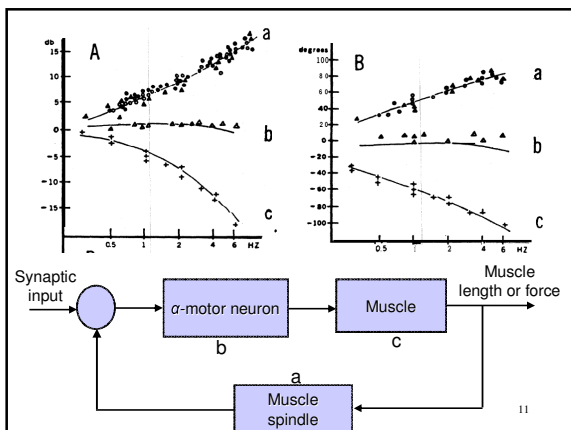 db
A
a
15
10
5
0
-5
-10
-15
b
c
0.5 1 2 4 6 HZ
degrees
B
100
80
60
40
20
0
-20
-40
-60
-80
-100
a
b
c
0.5 1 2 4 6 HZ
Synaptic
input
α-motor neuron
b
Muscle
c
Muscle
length or force
a
Muscle
spindle
11